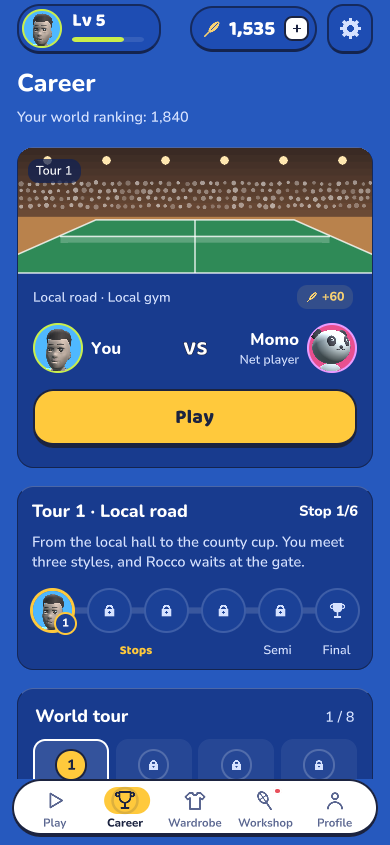 Lv 5
1,535
+
Career
Your world ranking: 1,840
Tour 1
Local road · Local gym
+60
You
VS
Momo
Net player
Play
Tour 1 · Local road
Stop 1/6
From the local hall to the county cup. You meet
three styles, and Rocco waits at the gate.
1
Stops
Semi
Final
World tour
1 / 8
1
Play
Career
Wardrobe
Workshop
Profile